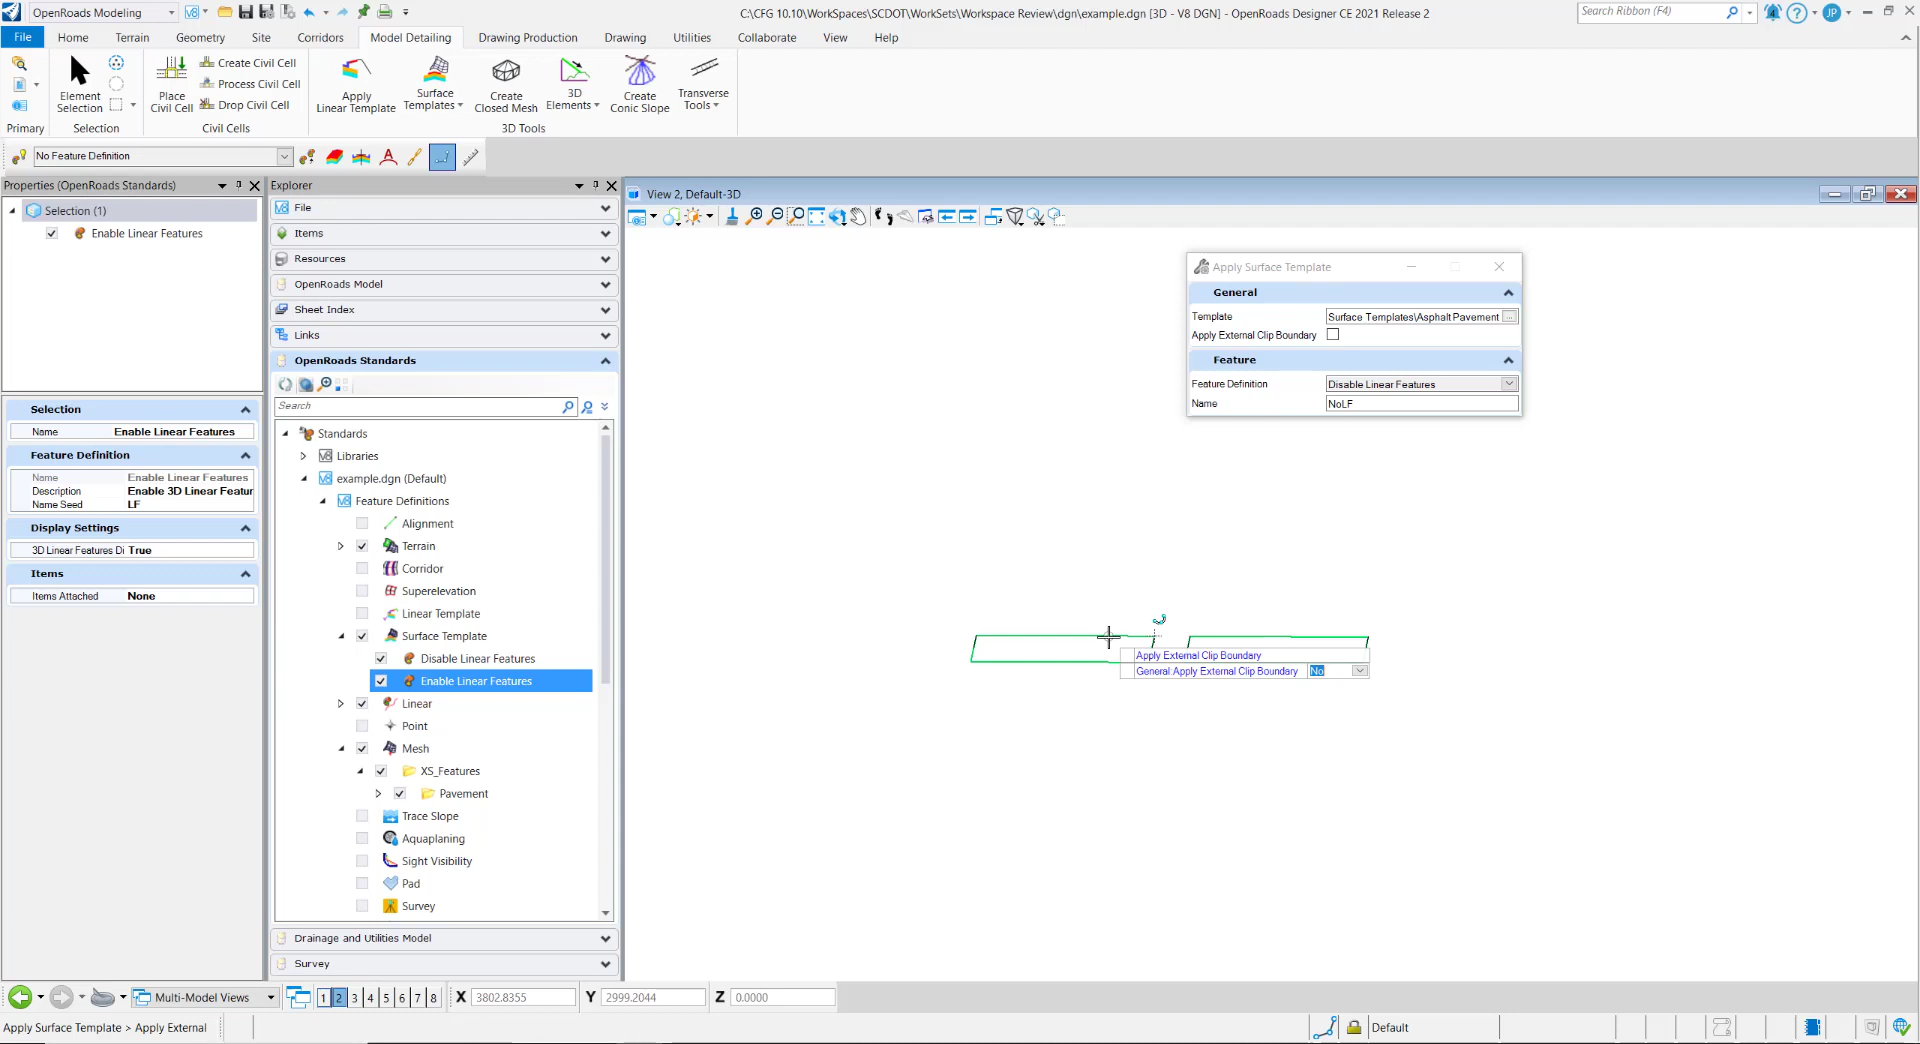 OpenRoads Modeling
C:\CFG 10.10\WorkSpaces\SCDOT\WorkSets\Workspace Review\dgn\example.dgn [3D - V8 DGN] - OpenRoads Designer CE 2021 Release 2
Search Ribbon (F4)
JP
File
Home
Terrain
Geometry
Site
Corridors
Model Detailing
Drawing Production
Drawing
Utilities
Collaborate
View
Help
Element Selection
Place Civil Cell
Create Civil Cell
Process Civil Cell
Drop Civil Cell
Apply Linear Template
Surface Templates
Create Closed Mesh
3D Elements
Create Conic Slope
Transverse Tools
Primary
Selection
Civil Cells
3D Tools
No Feature Definition
Properties (OpenRoads Standards)
Selection (1)
Enable Linear Features
Selection
Name Enable Linear Features
Feature Definition
Name Enable Linear Features
Description Enable 3D Linear Featur
Name Seed LF
Display Settings
3D Linear Features Di True
Items
Items Attached None
Explorer
File
Items
Resources
OpenRoads Model
Sheet Index
Links
OpenRoads Standards
Search
Standards
Libraries
example.dgn (Default)
Feature Definitions
Alignment
Terrain
Corridor
Superelevation
Linear Template
Surface Template
Disable Linear Features
Enable Linear Features
Linear
Point
Mesh
XS_Features
Pavement
Trace Slope
Aquaplaning
Sight Visibility
Pad
Survey
Drainage and Utilities Model
Survey
View 2, Default-3D
Apply Surface Template
General
Template Surface Templates\Asphalt Pavement ...
Apply External Clip Boundary
Feature
Feature Definition Disable Linear Features
Name NoLF
Apply External Clip Boundary
General:Apply External Clip Boundary No
Multi-Model Views
1 2 3 4 5 6 7 8
X 3802.8355
Y 2999.2044
Z 0.0000
Apply Surface Template > Apply External
Default